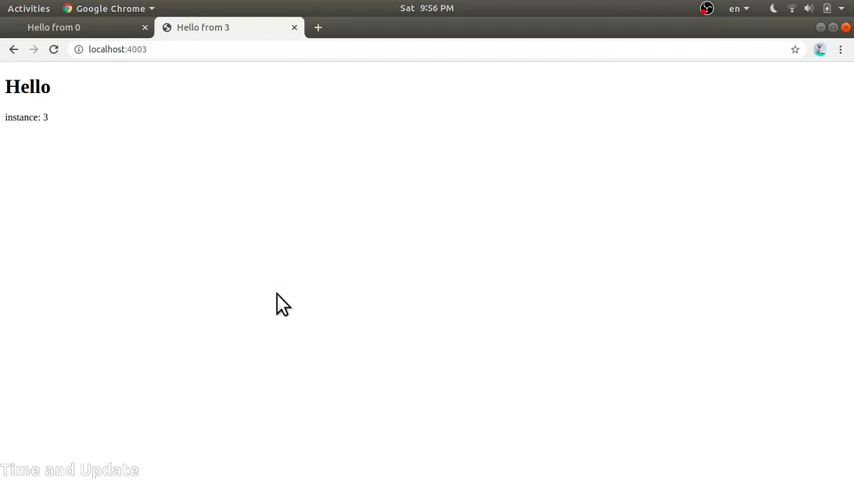 Activities Google Chrome Sat 9:56 PM en
Hello from 0 Hello from 3
localhost:4003
Hello
instance: 3
Time and Update